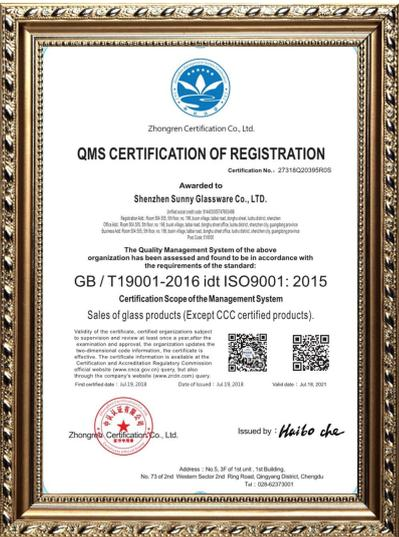 Zhongren Certification Co., Ltd.
QMS CERTIFICATION OF REGISTRATION
Certification No.: 27318Q20395R0S
Awarded to
Shenzhen Sunny Glassware Co., LTD.
The Quality Management System of the above
organization has been assessed and found to be in accordance with
the requirements of the standard:
GB / T19001-2016 idt ISO9001: 2015
Certification Scope of the Management System
Sales of glass products (Except CCC certified products).
Validity of the certificate, certified organizations subject
to supervision and review at least once a year,after the
examination and approval, the organization updates the
two-dimensional code information, the certificate is
effective. The certificate information is available at the
Certification and Accreditation Regulatory Commission
official website (www.cnca.gov.cn) query, but also
through the company's website (www.zrcln.com) query.
First certified date : Jul.19, 2018 Date of Issued : Jul.19, 2018 Valid date : Jul.18, 2021
Zhongren Certification Co., Ltd.
Issued by : Haibo che
Address : No.5, 3F of 1st unit , 1st Building,
No. 73 of 2nd Western Sector 2nd Ring Road, Qingyang District, Chengdu
Tel : 028-62373001